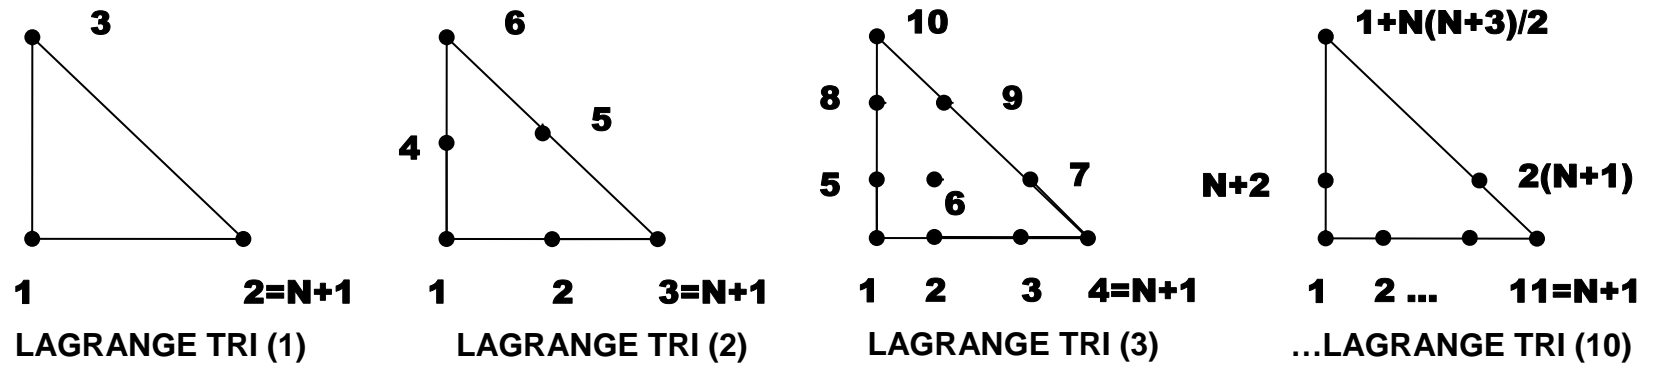 3
1
2=N+1
LAGRANGE TRI (1)
6
5
4
1 2 3=N+1
LAGRANGE TRI (2)
10
8 9
5 7
6
1 2 3 4=N+1
LAGRANGE TRI (3)
1+N(N+3)/2
N+2 2(N+1)
1 2 ... 11=N+1
...LAGRANGE TRI (10)